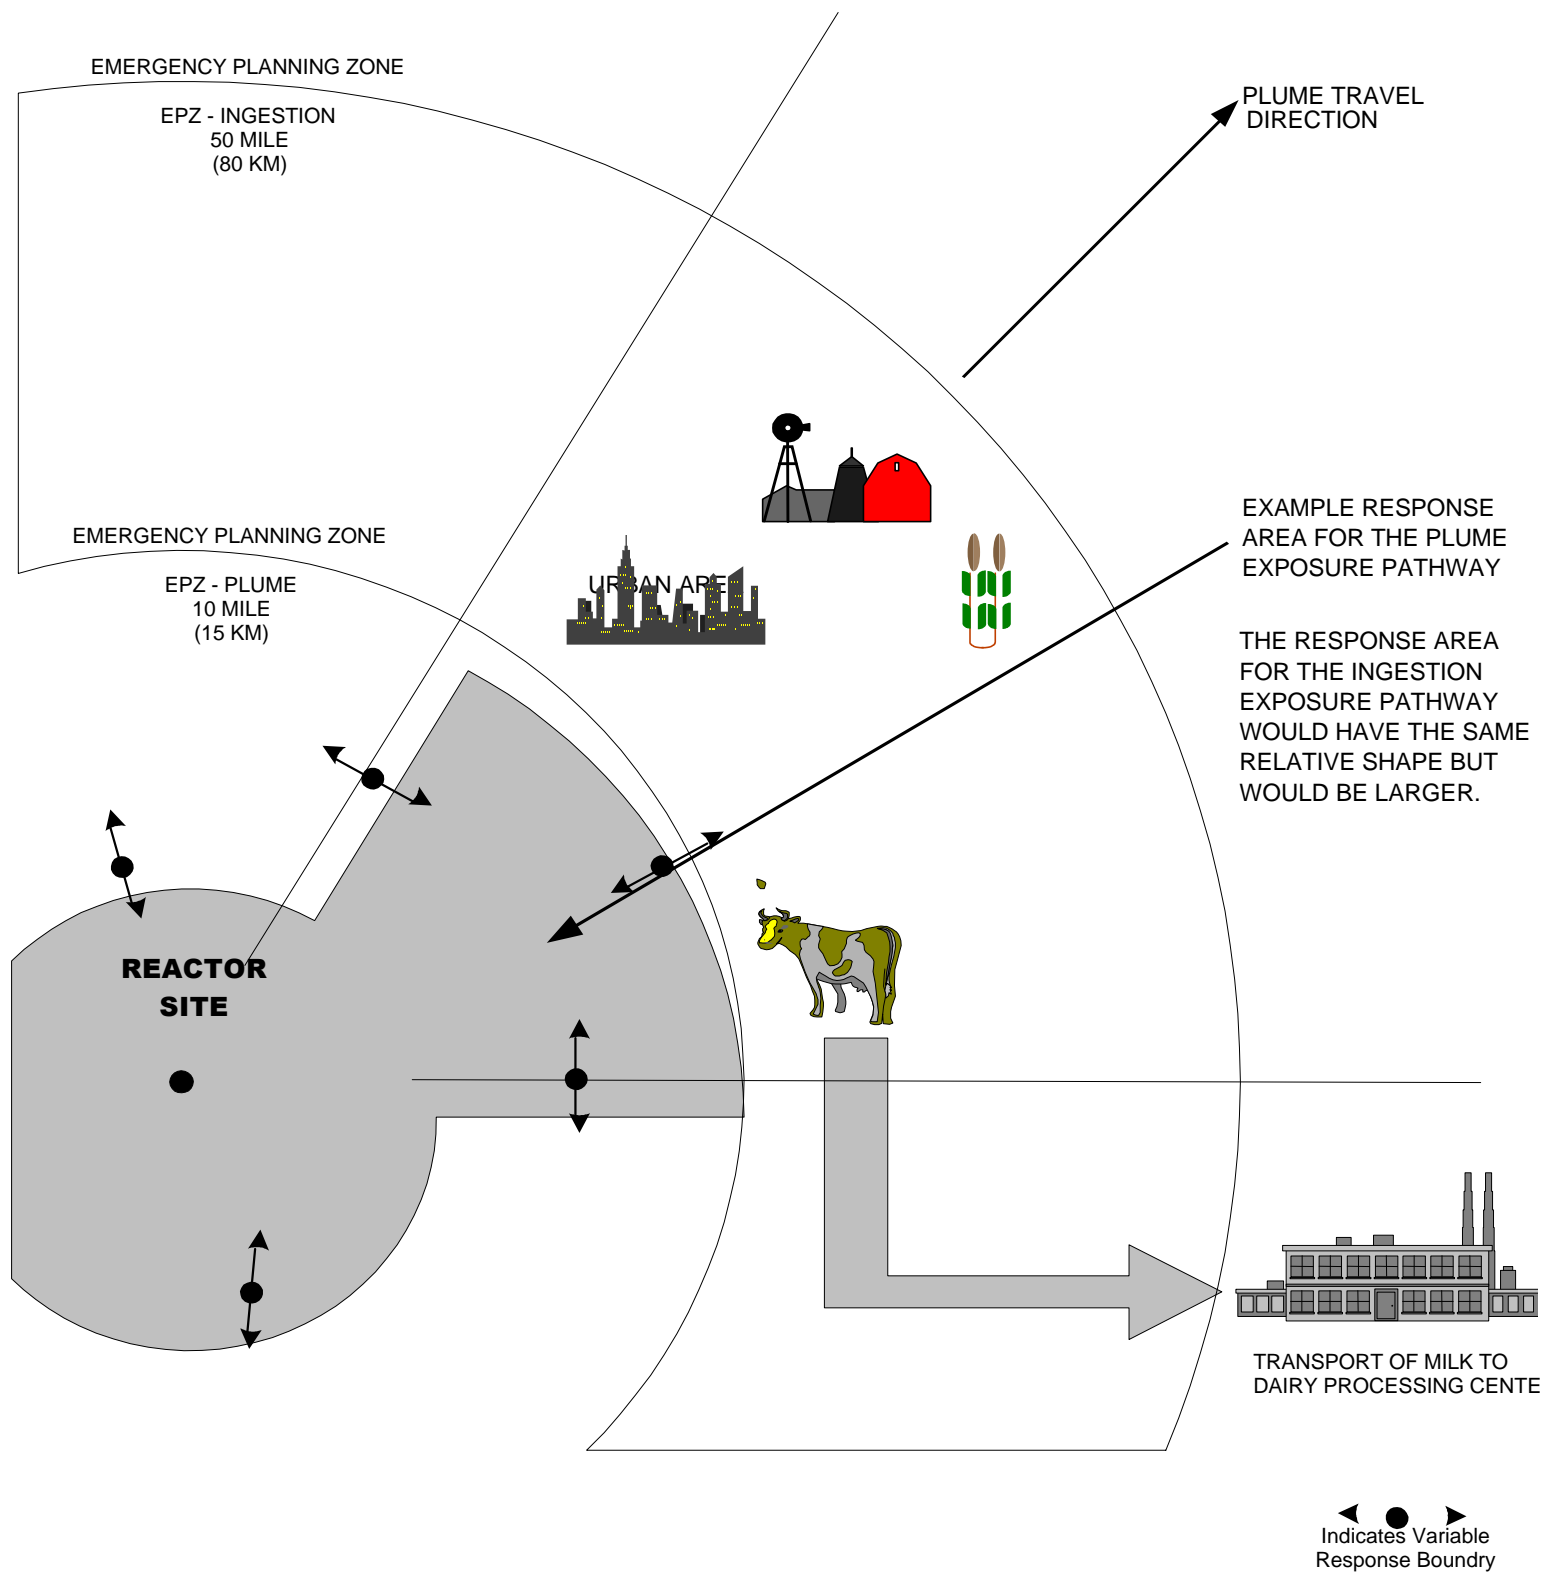 EMERGENCY PLANNING ZONE
EPZ - INGESTION
50 MILE
(80 KM)
PLUME TRAVEL
DIRECTION
EXAMPLE RESPONSE
AREA FOR THE PLUME
EXPOSURE PATHWAY
EMERGENCY PLANNING ZONE
EPZ - PLUME
10 MILE
(15 KM)
URBAN ARE
THE RESPONSE AREA
FOR THE INGESTION
EXPOSURE PATHWAY
WOULD HAVE THE SAME
RELATIVE SHAPE BUT
WOULD BE LARGER.
REACTOR
SITE
TRANSPORT OF MILK TO
DAIRY PROCESSING CENTE
Indicates Variable
Response Boundry